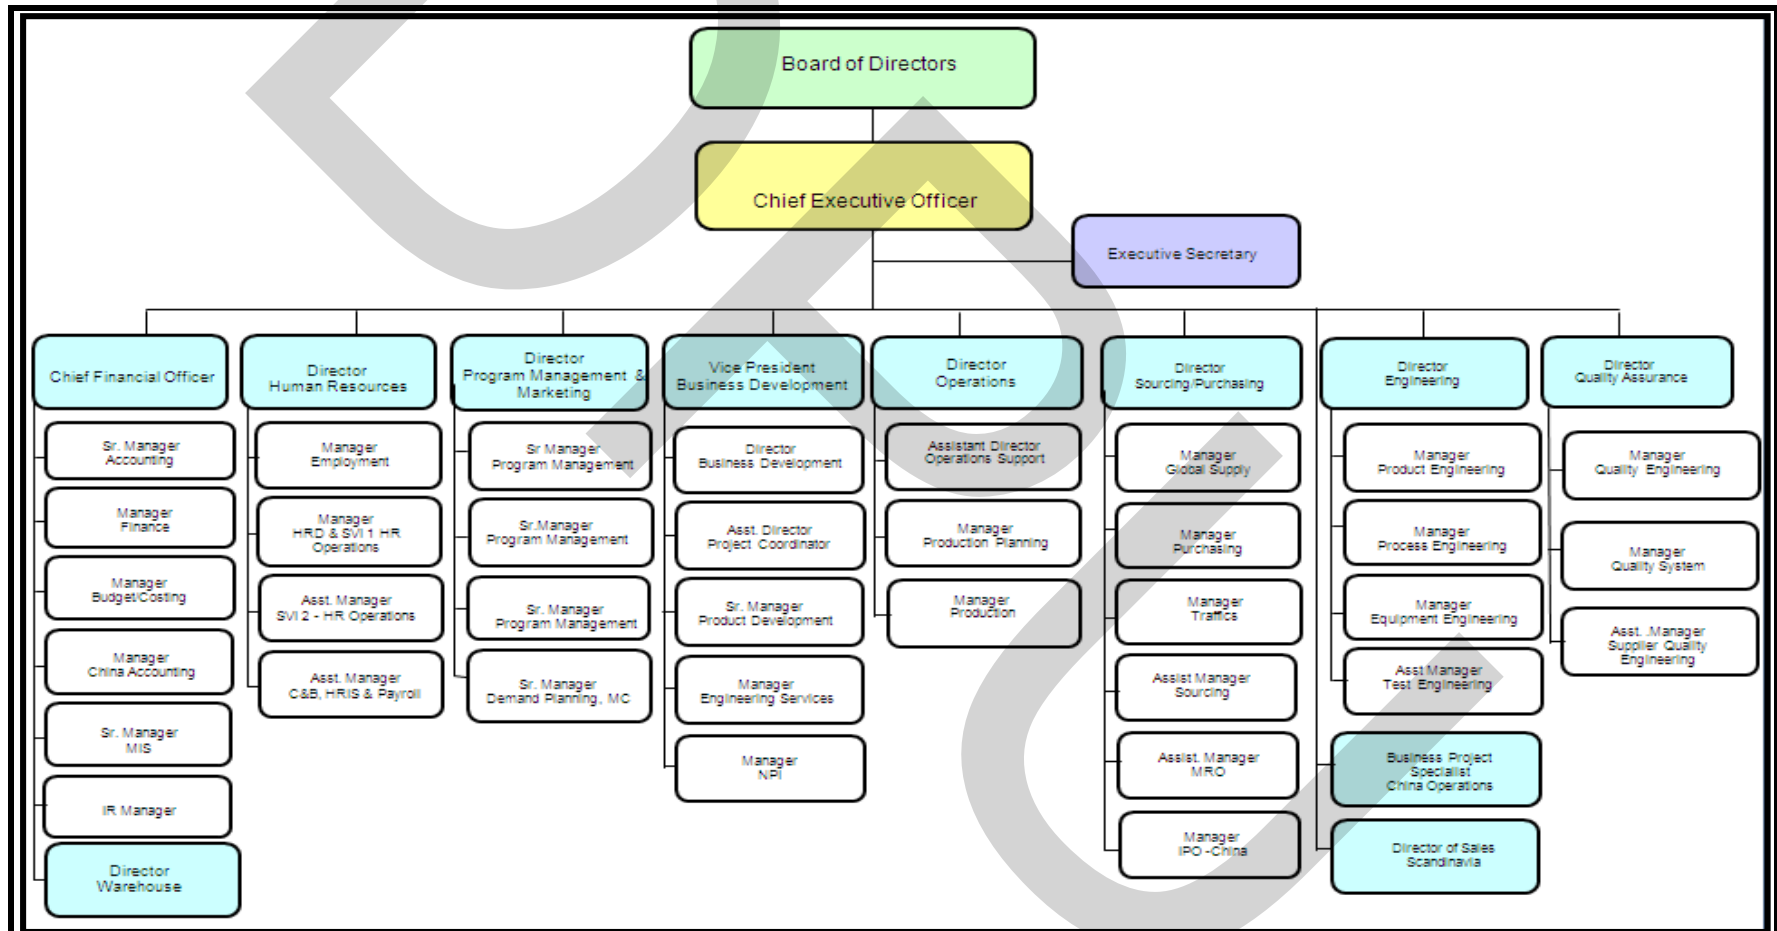 Board of Directors
Chief Executive Officer
Executive Secretary
Chief Financial Officer
Sr. Manager
Accounting
Manager
Finance
Manager
Budget/Costing
Manager
China Accounting
Sr. Manager
MIS
IR Manager
Director
Warehouse
Director
Human Resources
Manager
Employment
Manager
HRD & SVI 1 HR
Operations
Asst. Manager
SVI 2 - HR Operations
Asst. Manager
C&B, HRIS & Payroll
Director
Program Management &
Marketing
Sr Manager
Program Management
Sr.Manager
Program Management
Sr. Manager
Program Management
Sr. Manager
Demand Planning, MC
Vice President
Business Development
Director
Business Development
Asst. Director
Project Coordinator
Sr. Manager
Product Development
Manager
Engineering Services
Manager
NPI
Director
Operations
Assistant Director
Operations Support
Manager
Production Planning
Manager
Production
Director
Sourcing/Purchasing
Manager
Global Supply
Manager
Purchasing
Manager
Traffics
Assist Manager
Sourcing
Assist. Manager
MRO
Manager
IPO -China
Director
Engineering
Manager
Product Engineering
Manager
Process Engineering
Manager
Equipment Engineering
Asst Manager
Test Engineering
Business Project
Specialist
China Operations
Director of Sales
Scandinavia
Director
Quality Assurance
Manager
Quality Engineering
Manager
Quality System
Asst. .Manager
Supplier Quality
Engineering